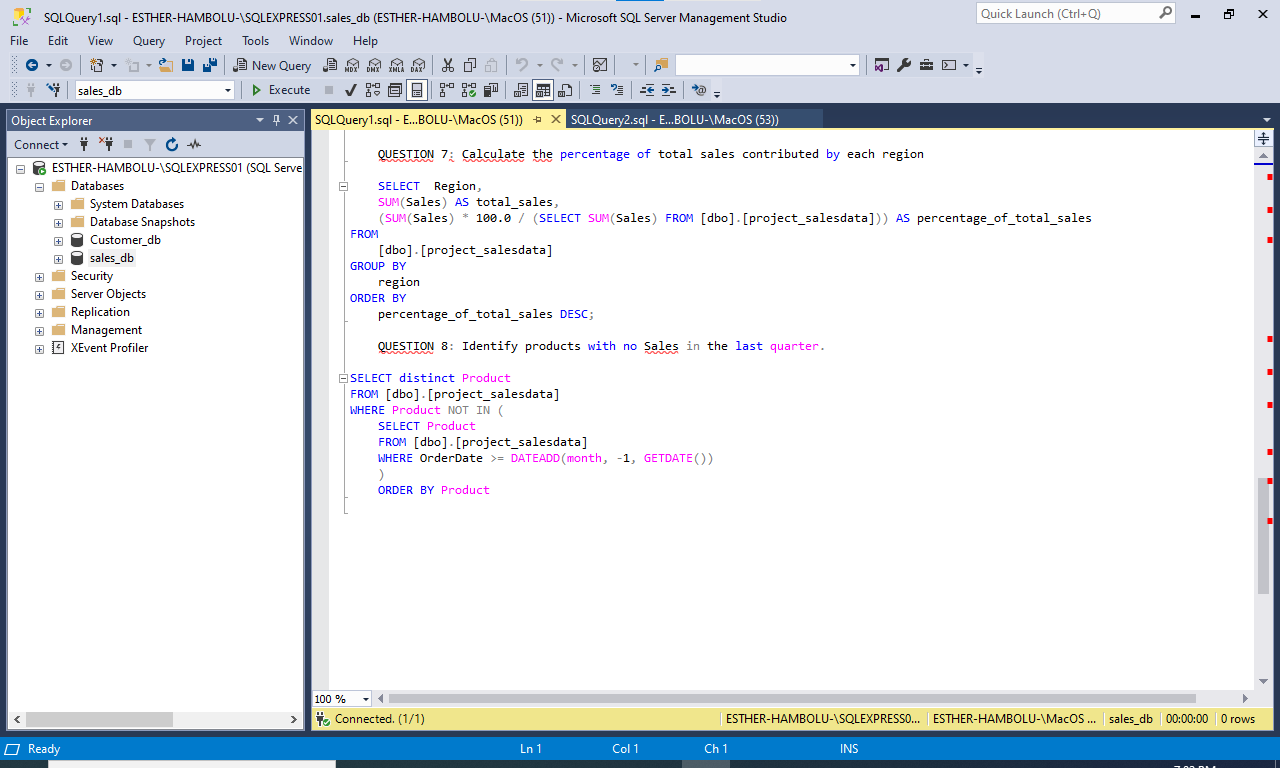 SQLQuery1.sql - ESTHER-HAMBOLU-\SQLEXPRESS01.sales_db (ESTHER-HAMBOLU-\MacOS (51)) - Microsoft SQL Server Management Studio
Quick Launch (Ctrl+Q)
File Edit View Query Project Tools Window Help
New Query
MDX DMX XMLA DAX
sales_db
Execute
Object Explorer
SQLQuery1.sql - E...BOLU-\MacOS (51))
SQLQuery2.sql - E...BOLU-\MacOS (53))
Connect
ESTHER-HAMBOLU-\SQLEXPRESS01 (SQL Serve
Databases
System Databases
Database Snapshots
Customer_db
sales_db
Security
Server Objects
Replication
Management
XEvent Profiler
QUESTION 7: Calculate the percentage of total sales contributed by each region
SELECT  Region,
SUM(Sales) AS total_sales,
(SUM(Sales) * 100.0 / (SELECT SUM(Sales) FROM [dbo].[project_salesdata])) AS percentage_of_total_sales
FROM
[dbo].[project_salesdata]
GROUP BY
region
ORDER BY
percentage_of_total_sales DESC;
QUESTION 8: Identify products with no Sales in the last quarter.
SELECT distinct Product
FROM [dbo].[project_salesdata]
WHERE Product NOT IN (
SELECT Product
FROM [dbo].[project_salesdata]
WHERE OrderDate >= DATEADD(month, -1, GETDATE())
)
ORDER BY Product
100 %
Connected. (1/1)
ESTHER-HAMBOLU-\SQLEXPRESS0...
ESTHER-HAMBOLU-\MacOS ...
sales_db
00:00:00
0 rows
Ready
Ln 1
Col 1
Ch 1
INS